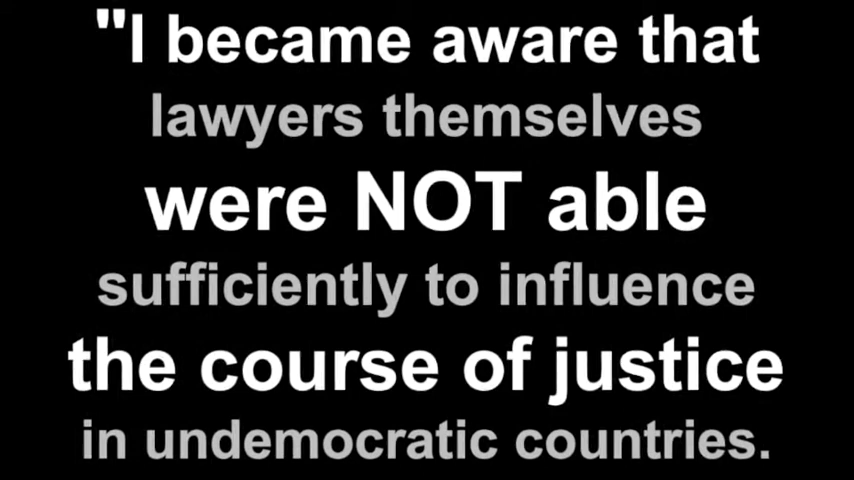 "I became aware that
lawyers themselves
were NOT able
sufficiently to influence
the course of justice
in undemocratic countries.